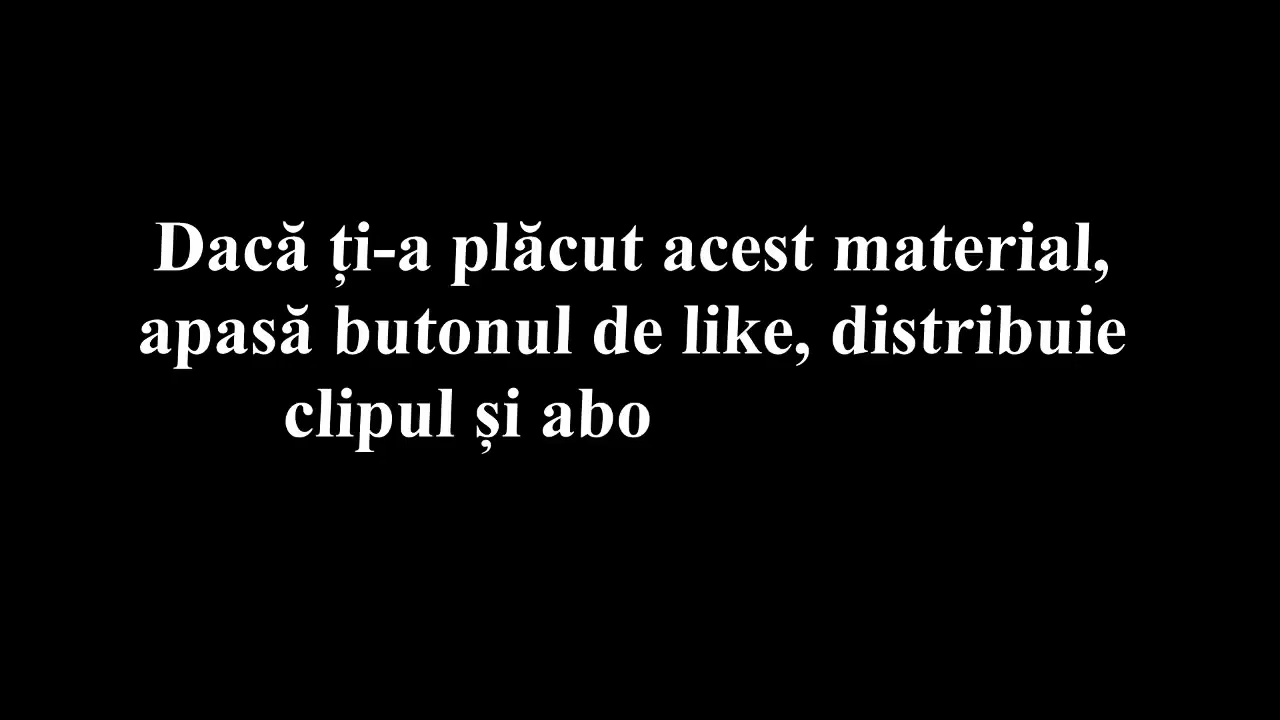 Dacă ți-a plăcut acest material,
apasă butonul de like, distribuie
clipul și abo